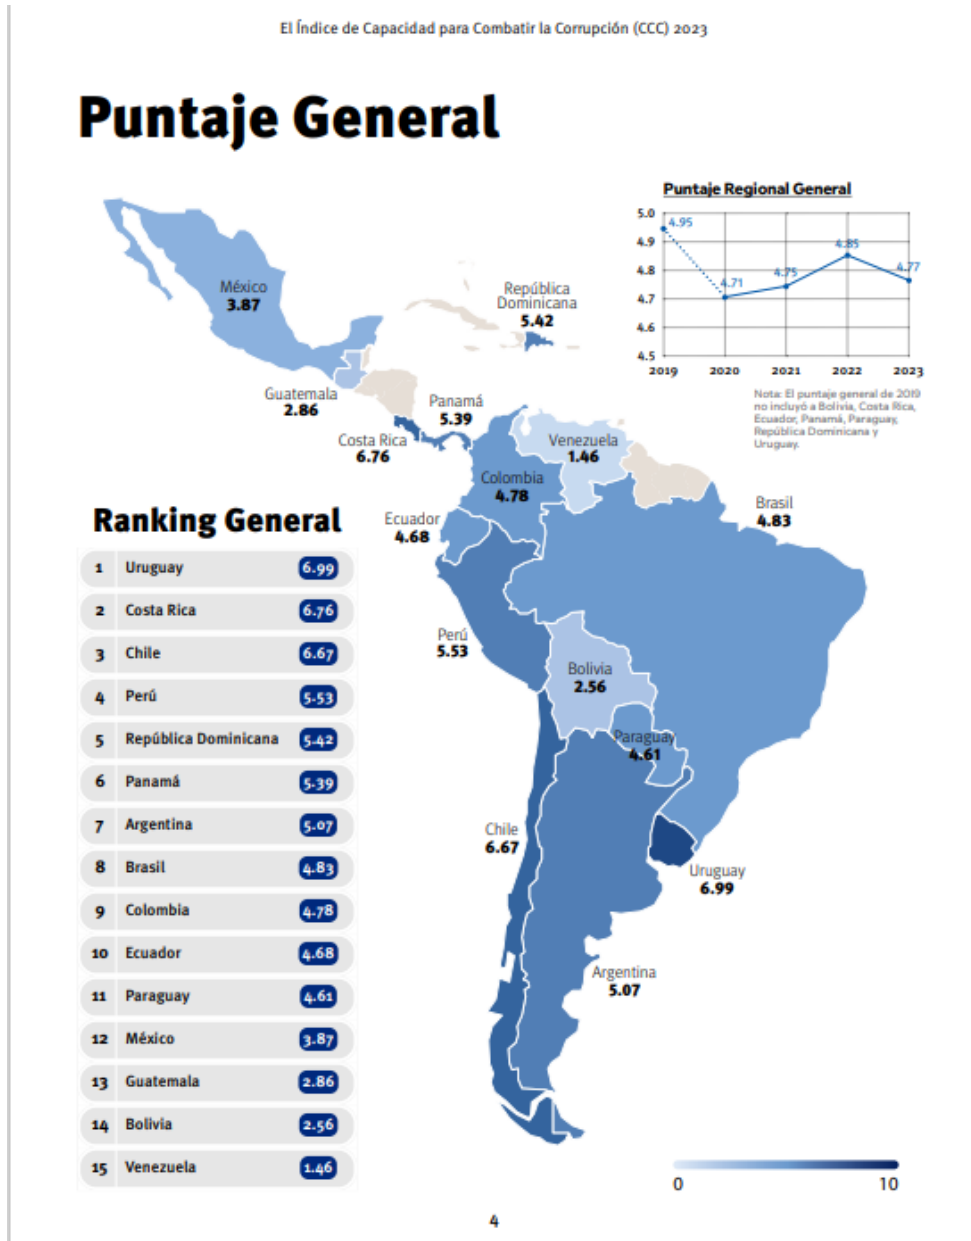 El Índice de Capacidad para Combatir la Corrupción (CCC) 2023
Puntaje General
Puntaje Regional General
5.0
4.9
4.8
4.7
4.6
4.5
4.95
4.71
4.75
4.85
4.77
2019
2020
2021
2022
2023
Nota: El puntaje general de 2019
no incluyó a Bolivia, Costa Rica,
Ecuador, Panamá, Paraguay,
República Dominicana y
Uruguay.
México
3.87
República
Dominicana
5.42
Guatemala
2.86
Panamá
5.39
Costa Rica
6.76
Venezuela
1.46
Colombia
4.78
Ecuador
4.68
Brasil
4.83
Perú
5.53
Bolivia
2.56
Paraguay
4.61
Chile
6.67
Uruguay
6.99
Argentina
5.07
Ranking General
1 Uruguay 6.99
2 Costa Rica 6.76
3 Chile 6.67
4 Perú 5.53
5 República Dominicana 5.42
6 Panamá 5.39
7 Argentina 5.07
8 Brasil 4.83
9 Colombia 4.78
10 Ecuador 4.68
11 Paraguay 4.61
12 México 3.87
13 Guatemala 2.86
14 Bolivia 2.56
15 Venezuela 1.46
0
10
4